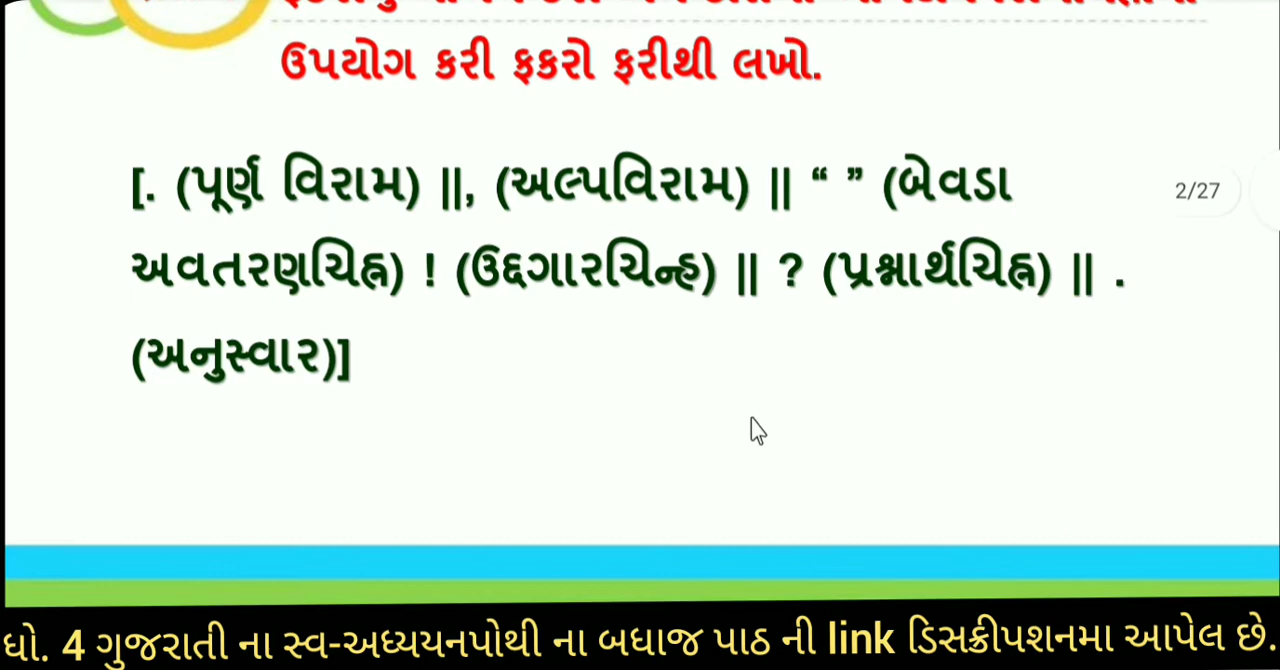 ઉપયોગ કરી ફકરો ફરીથી લખો.
[. (પૂર્ણ વિરામ) ||, (અલ્પવિરામ) || “ ” (બેવડા
2/27
અવતરણચિહ્ન) ! (ઉદ્દગારચિન્હ) || ? (પ્રશ્નાર્થચિહ્ન) || .
(અનુસ્વાર)]
ધો. 4 ગુજરાતી ના સ્વ-અધ્યયનપોથી ના બધાજ પાઠ ની link ડિસક્રીપશનમા આપેલ છે.